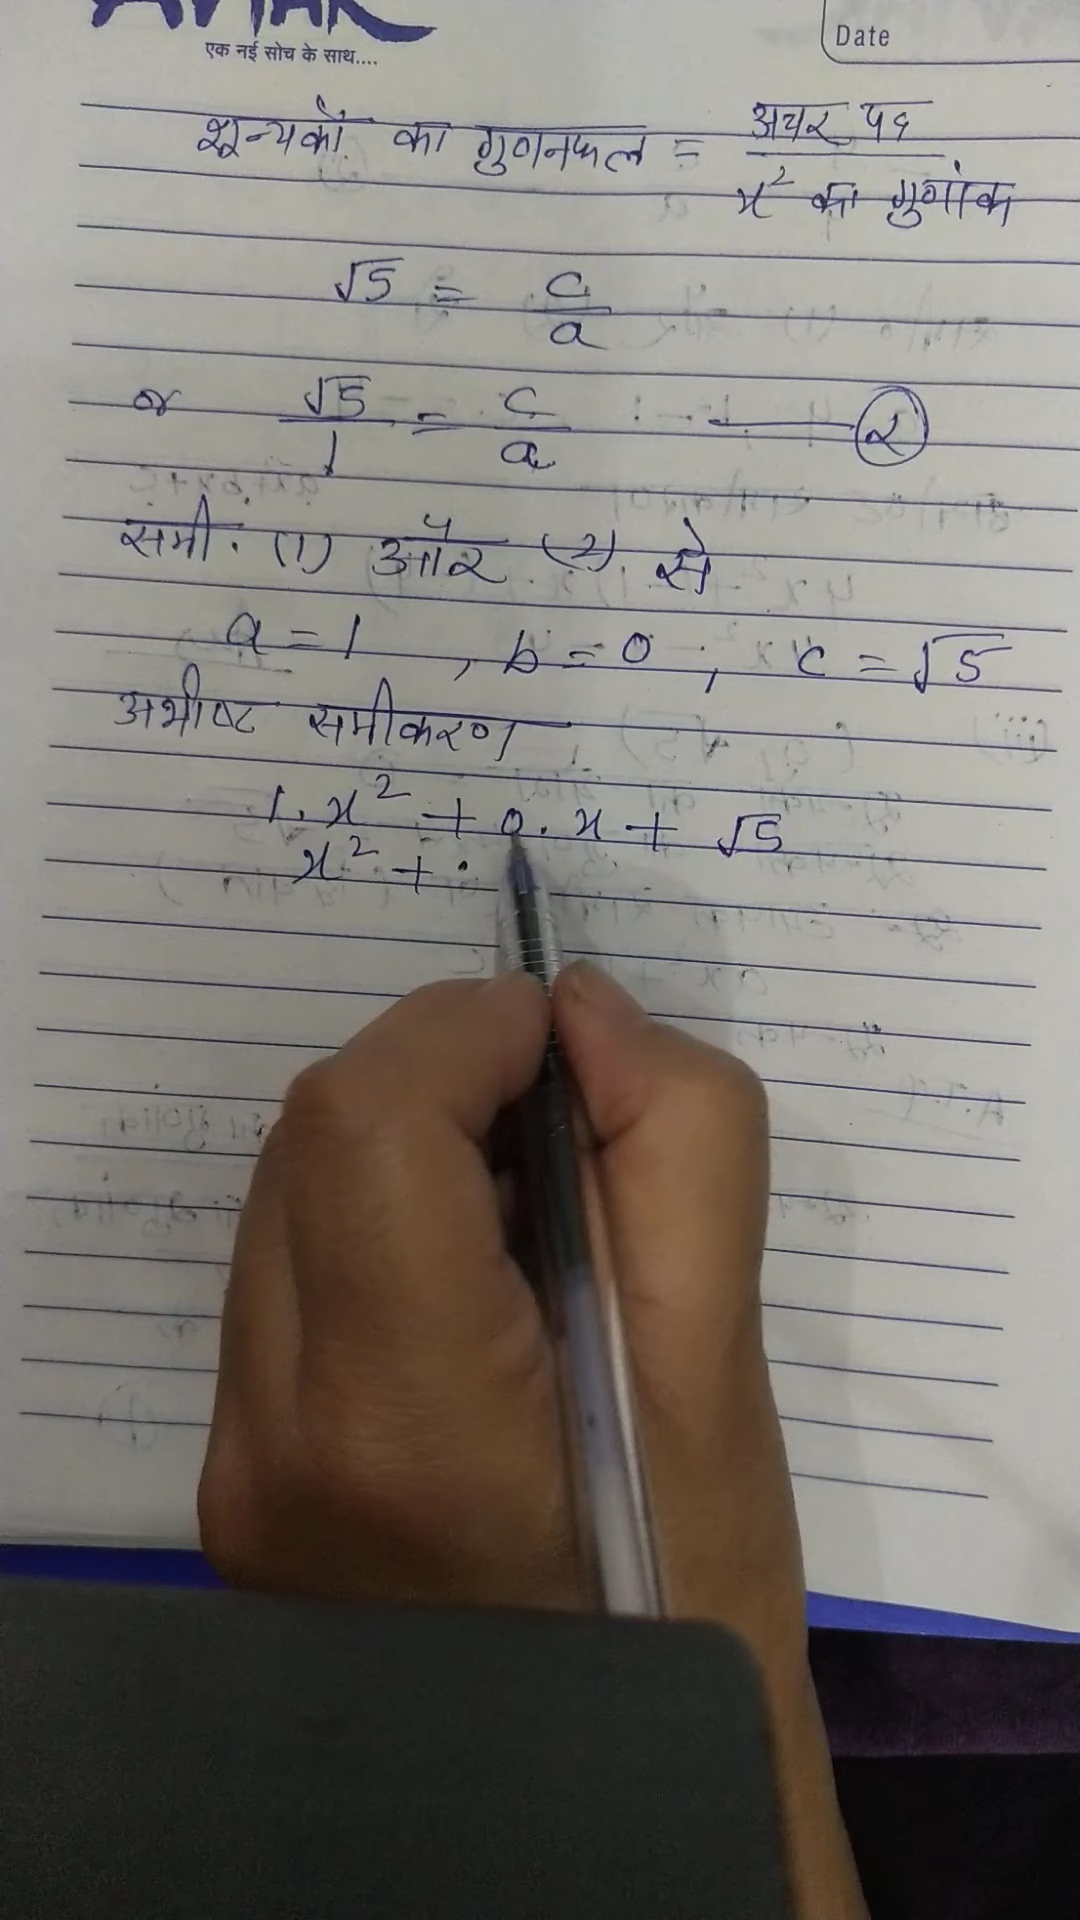 एक नई सोच के साथ....
Date
शून्यकों का गुणनफल = अचर पद / x² का गुणांक
√5 = c/a
√5/1 = c/a ②
समी. (1) और (2) से
a = 1, b = 0, c = √5
अभीष्ट समीकरण
1.x² + 0.x + √5
x² +